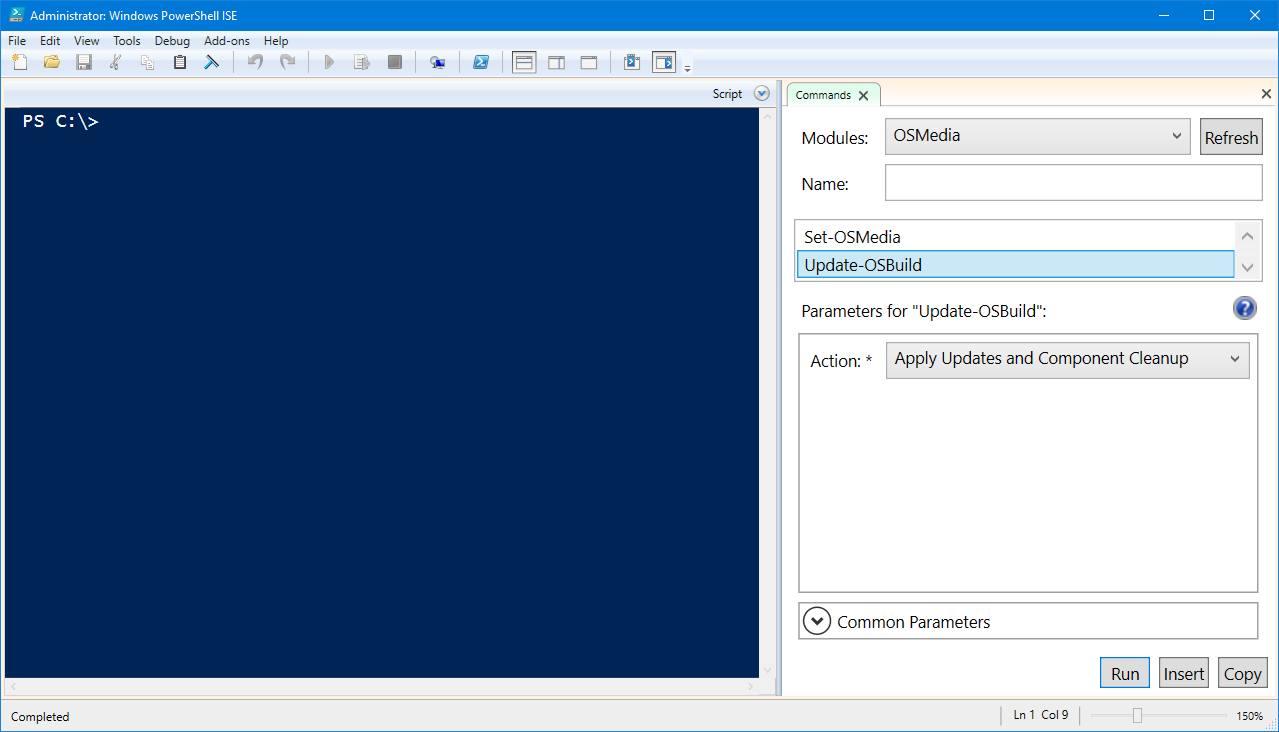 Administrator: Windows PowerShell ISE
File Edit View Tools Debug Add-ons Help
Script
PS C:\>
Commands
Modules: OSMedia Refresh
Name:
Set-OSMedia
Update-OSBuild
Parameters for "Update-OSBuild":
Action: * Apply Updates and Component Cleanup
Common Parameters
Run Insert Copy
Completed Ln 1 Col 9 150%